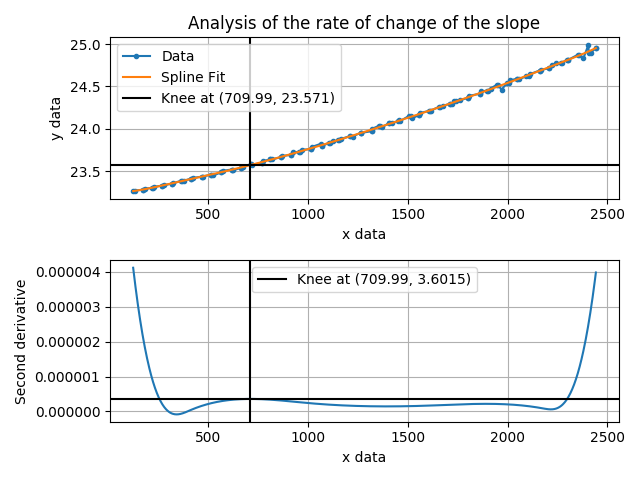 Analysis of the rate of change of the slope
25.0
24.5
24.0
23.5
y data
Data
Spline Fit
Knee at (709.99, 23.571)
500 1000 1500 2000 2500
x data
0.000004
0.000003
0.000002
0.000001
0.000000
Second derivative
Knee at (709.99, 3.6015)
500 1000 1500 2000 2500
x data